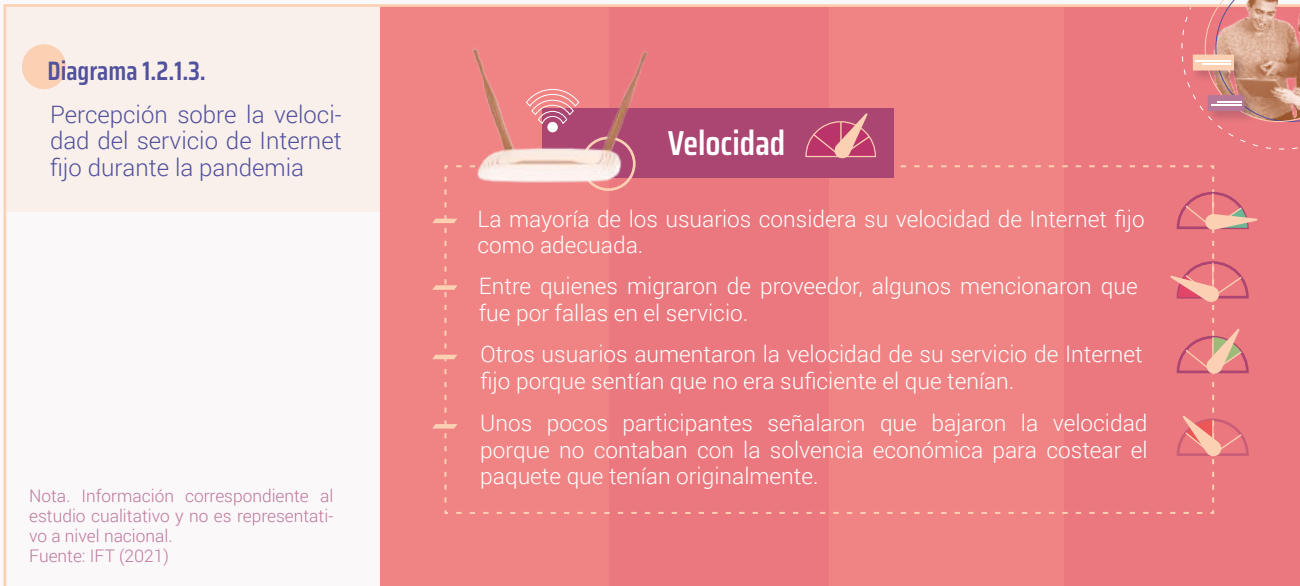 Diagrama 1.2.1.3.
Percepción sobre la veloci-
dad del servicio de Internet
fijo durante la pandemia
Velocidad
La mayoría de los usuarios considera su velocidad de Internet fijo
como adecuada.
Entre quienes migraron de proveedor, algunos mencionaron que
fue por fallas en el servicio.
Otros usuarios aumentaron la velocidad de su servicio de Internet
fijo porque sentían que no era suficiente el que tenían.
Unos pocos participantes señalaron que bajaron la velocidad
porque no contaban con la solvencia económica para costear el
paquete que tenían originalmente.
Nota. Información correspondiente al
estudio cualitativo y no es representati-
vo a nivel nacional.
Fuente: IFT (2021)